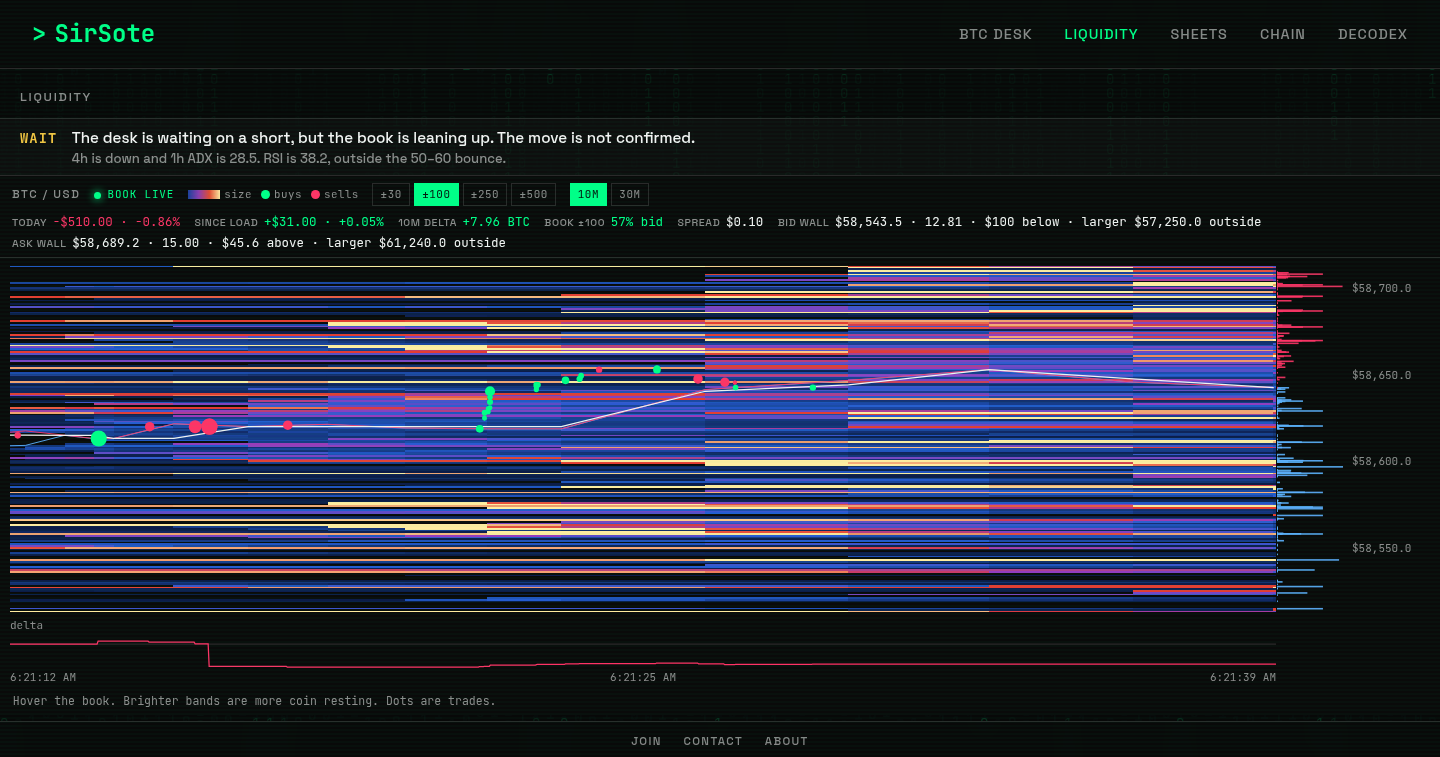 > SirSote
BTC DESK LIQUIDITY SHEETS CHAIN DECODEX
LIQUIDITY
WAIT The desk is waiting on a short, but the book is leaning up. The move is not confirmed.
4h is down and 1h ADX is 28.5. RSI is 38.2, outside the 50–60 bounce.
BTC / USD BOOK LIVE size buys sells ±30 ±100 ±250 ±500 10M 30M
TODAY -$510.00 · -0.86% SINCE LOAD +$31.00 · +0.05% 10M DELTA +7.96 BTC BOOK ±100 57% bid SPREAD $0.10 BID WALL $58,543.5 · 12.81 · $100 below · larger $57,250.0 outside
ASK WALL $58,689.2 · 15.00 · $45.6 above · larger $61,240.0 outside
$58,700.0
$58,650.0
$58,600.0
$58,550.0
delta
6:21:12 AM 6:21:25 AM 6:21:39 AM
Hover the book. Brighter bands are more coin resting. Dots are trades.
JOIN CONTACT ABOUT